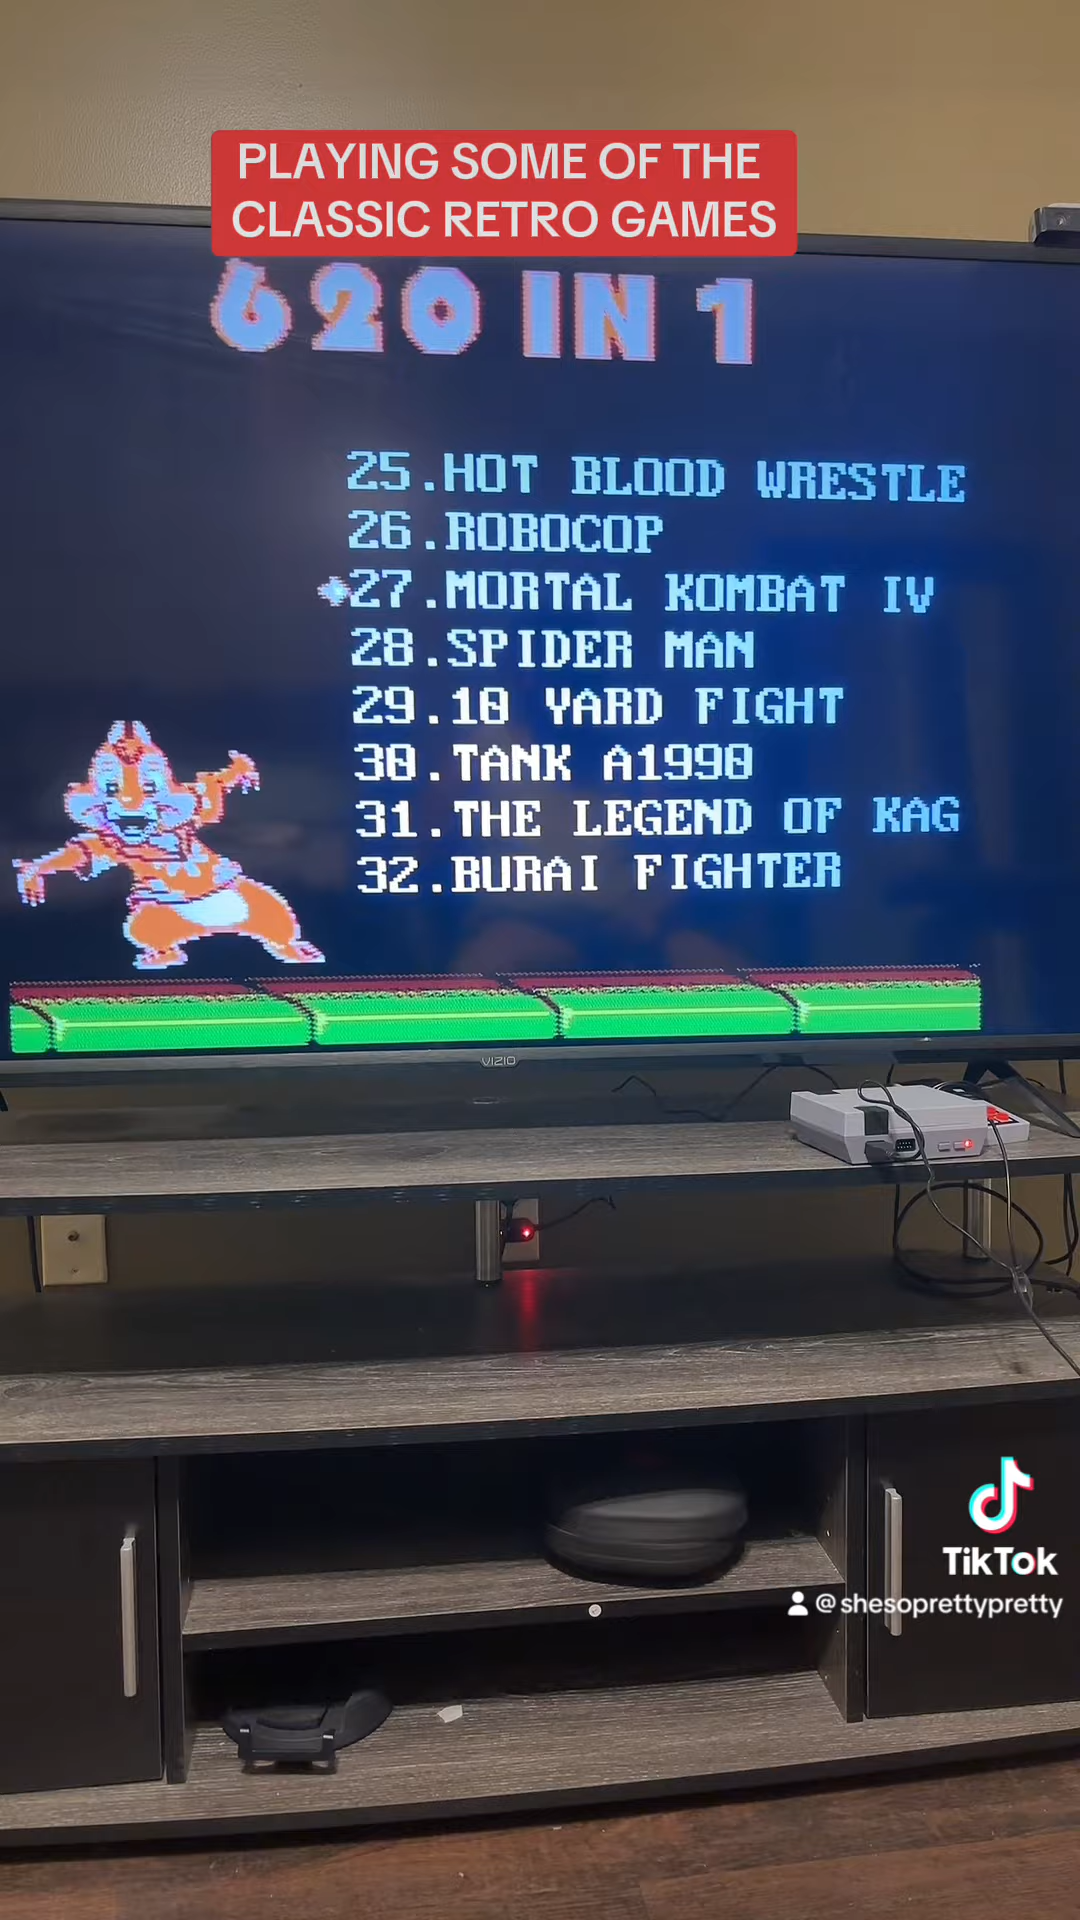 PLAYING SOME OF THE
CLASSIC RETRO GAMES
620 IN 1
25.HOT BLOOD WRESTLE
26.ROBOCOP
27.MORTAL KOMBAT IV
28.SPIDER MAN
29.10 YARD FIGHT
30.TANK A1990
31.THE LEGEND OF KAG
32.BURAI FIGHTER
VIZIO
TikTok
@shesoprettypretty